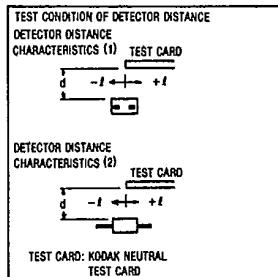 TEST CONDITION OF DETECTOR DISTANCE
DETECTOR DISTANCE
CHARACTERISTICS (1)
TEST CARD
d
-ℓ +ℓ
DETECTOR DISTANCE
CHARACTERISTICS (2)
TEST CARD
d
-ℓ +ℓ
TEST CARD: KODAK NEUTRAL
TEST CARD